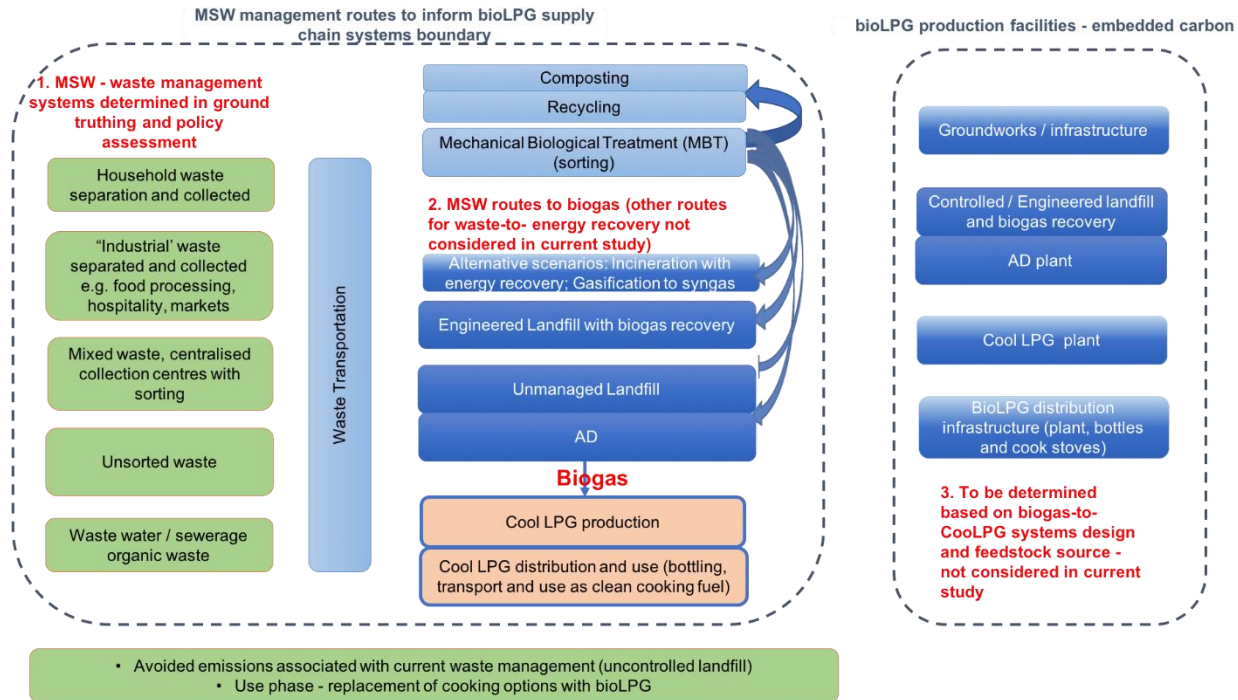 MSW management routes to inform bioLPG supply
chain systems boundary
bioLPG production facilities - embedded carbon
1. MSW - waste management
systems determined in ground
truthing and policy
assessment
Household waste
separation and collected
“Industrial’ waste
separated and collected
e.g. food processing,
hospitality, markets
Mixed waste, centralised
collection centres with
sorting
Unsorted waste
Waste water / sewerage
organic waste
Waste Transportation
Composting
Recycling
Mechanical Biological Treatment (MBT)
(sorting)
2. MSW routes to biogas (other routes
for waste-to- energy recovery not
considered in current study)
Alternative scenarios: Incineration with
energy recovery; Gasification to syngas
Engineered Landfill with biogas recovery
Unmanaged Landfill
AD
Biogas
Cool LPG production
Cool LPG distribution and use (bottling,
transport and use as clean cooking fuel)
Groundworks / infrastructure
Controlled / Engineered landfill
and biogas recovery
AD plant
Cool LPG plant
BioLPG distribution
infrastructure (plant, bottles
and cook stoves)
3. To be determined
based on biogas-to-
CooLPG systems design
and feedstock source -
not considered in current
study
• Avoided emissions associated with current waste management (uncontrolled landfill)
• Use phase - replacement of cooking options with bioLPG